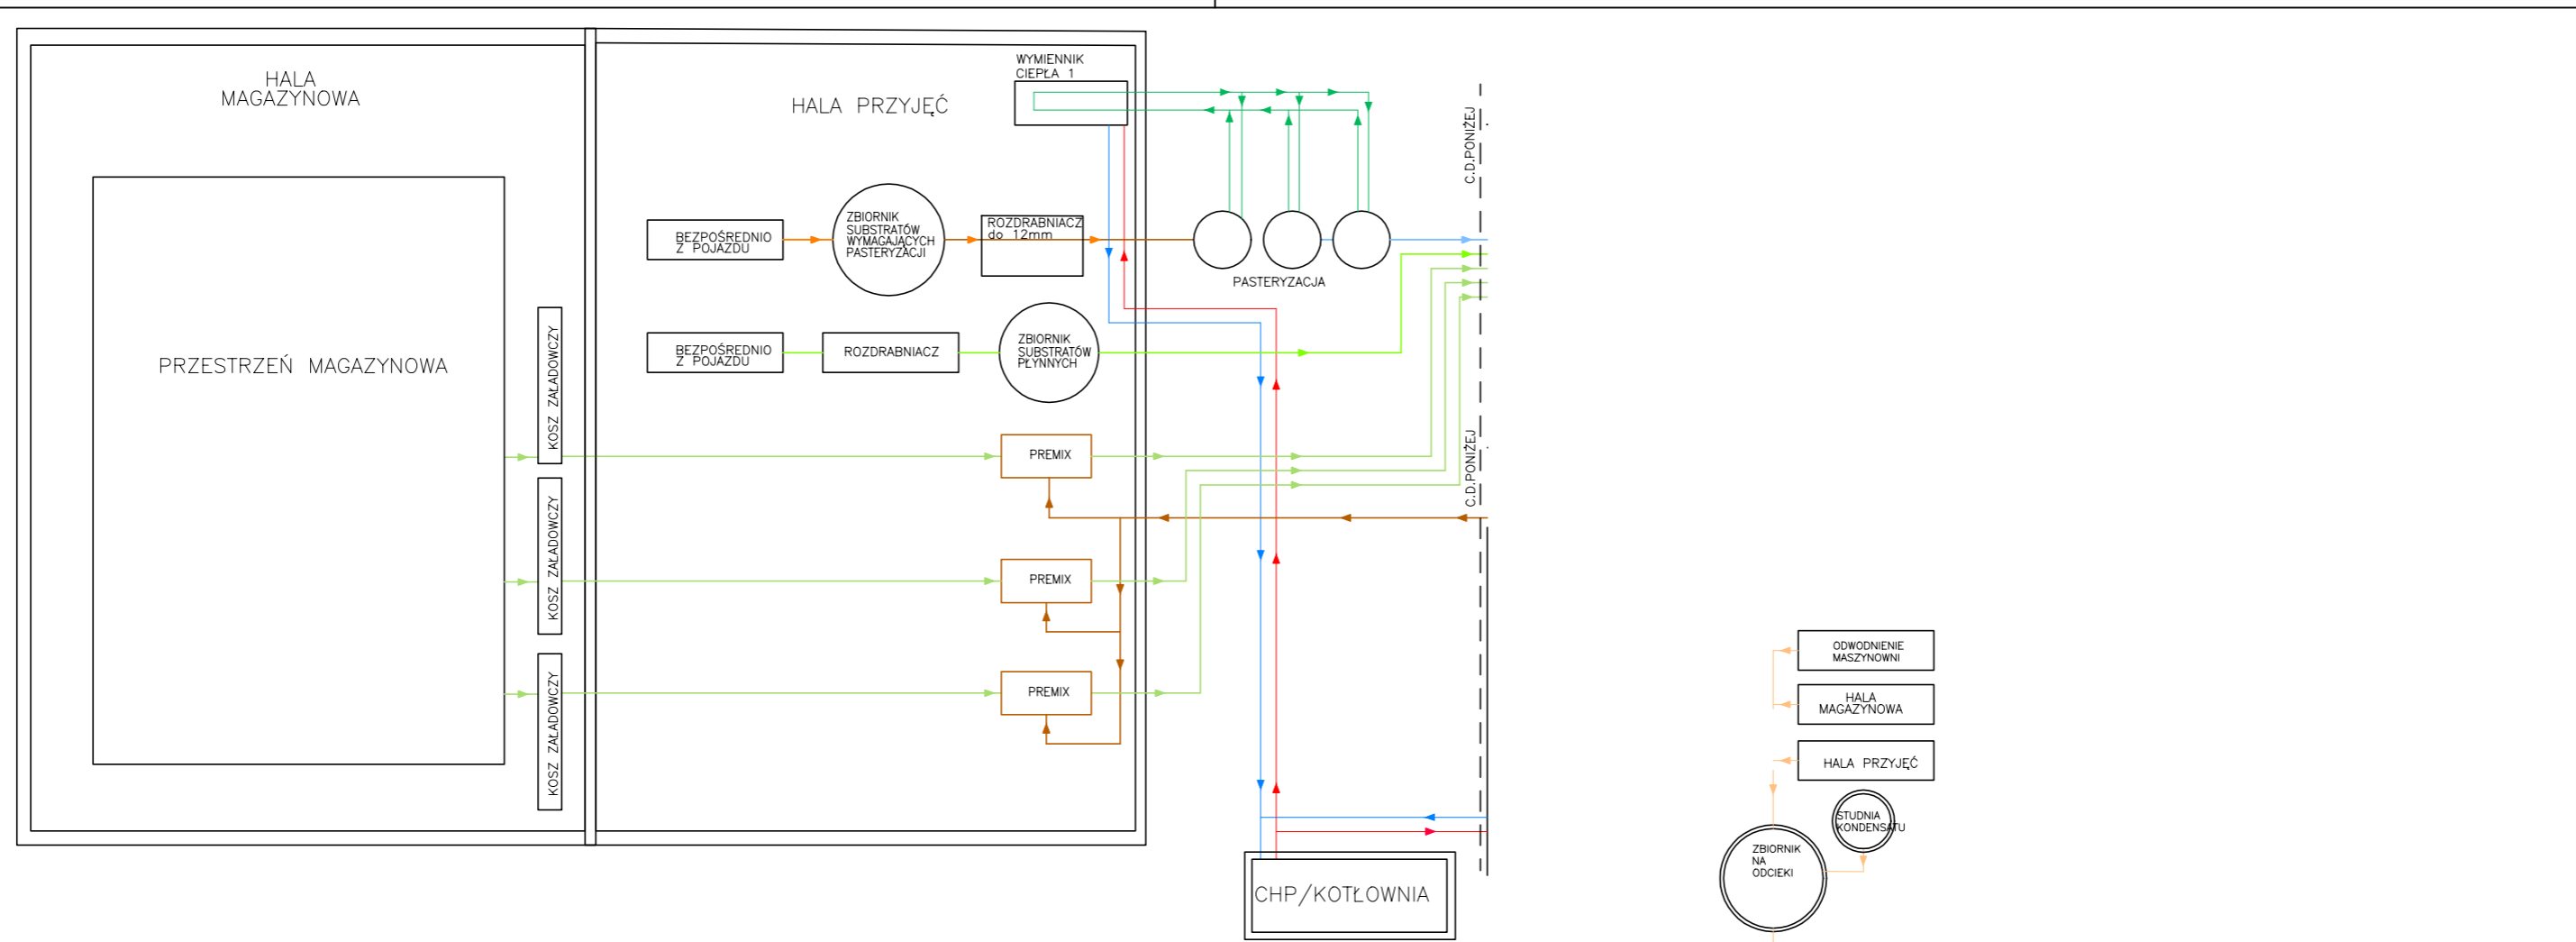 HALA
MAGAZYNOWA
PRZESTRZEŃ MAGAZYNOWA
KOSZ ZAŁADOWCZY
KOSZ ZAŁADOWCZY
KOSZ ZAŁADOWCZY
HALA PRZYJĘĆ
WYMIENNIK
CIEPŁA 1
BEZPOŚREDNIO
Z POJAZDU
ZBIORNIK
SUBSTRATÓW
WYMAGAJĄCYCH
PASTERYZACJI
ROZDRABNIACZ
do 12mm
PASTERYZACJA
BEZPOŚREDNIO
Z POJAZDU
ROZDRABNIACZ
ZBIORNIK
SUBSTRATÓW
PŁYNNYCH
PREMIX
PREMIX
PREMIX
C.D.PONIŻEJ
C.D.PONIŻEJ
CHP/KOTŁOWNIA
ODWODNIENIE
MASZYNOWNI
HALA
MAGAZYNOWA
HALA PRZYJĘĆ
STUDNIA
KONDENSATU
ZBIORNIK
NA
ODCIEKI